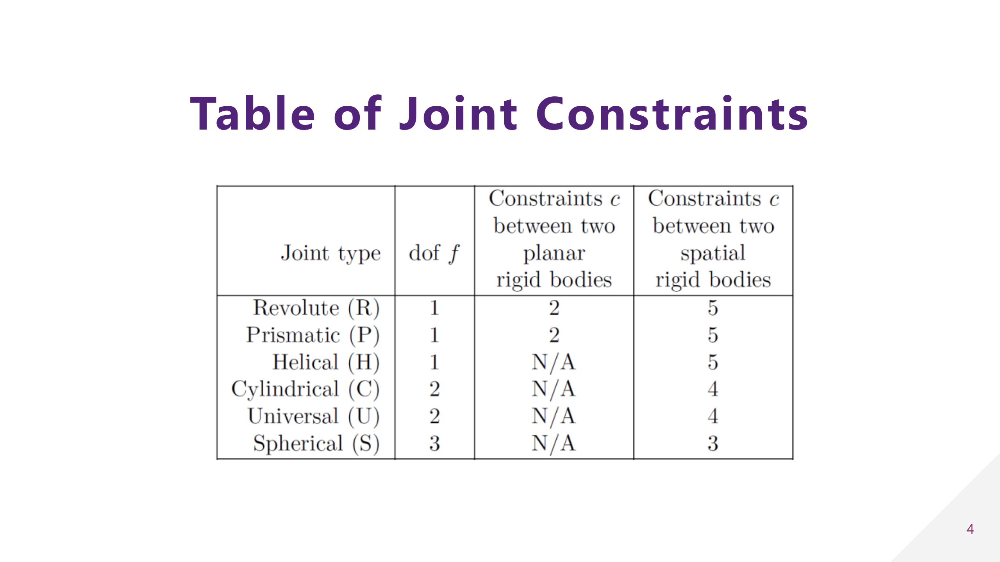 Table of Joint Constraints
Constraints c Constraints c
between two between two
Joint type dof f planar spatial
rigid bodies rigid bodies
Revolute (R) 1 2 5
Prismatic (P) 1 2 5
Helical (H) 1 N/A 5
Cylindrical (C) 2 N/A 4
Universal (U) 2 N/A 4
Spherical (S) 3 N/A 3
4